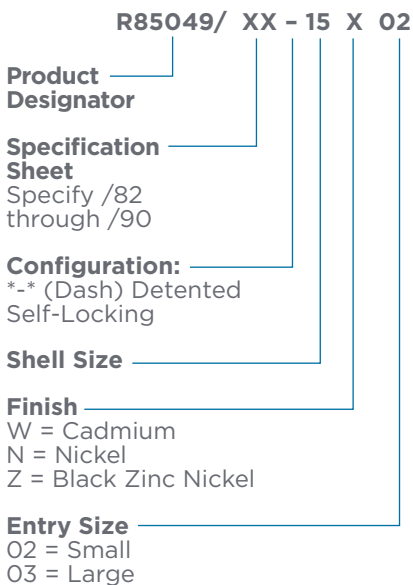 R85049/ XX – 15 X 02
Product
Designator
Specification
Sheet
Specify /82
through /90
Configuration:
*-* (Dash) Detented
Self-Locking
Shell Size
Finish
W = Cadmium
N = Nickel
Z = Black Zinc Nickel
Entry Size
02 = Small
03 = Large